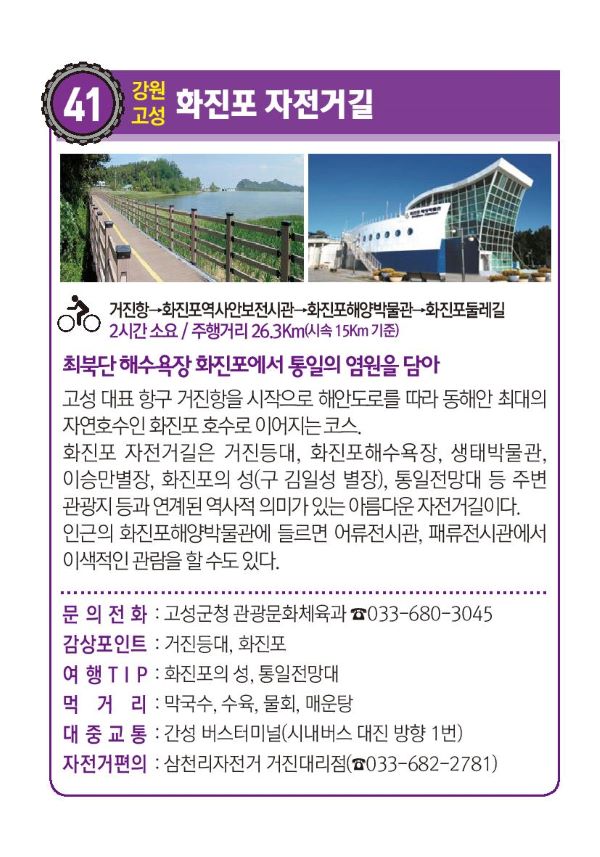 41 강원 고성 화진포 자전거길
화진포 해양박물관
거진항→화진포역사안보전시관→화진포해양박물관→화진포둘레길
2시간 소요 / 주행거리 26.3Km(시속 15Km 기준)
최북단 해수욕장 화진포에서 통일의 염원을 담아
고성 대표 항구 거진항을 시작으로 해안도로를 따라 동해안 최대의
자연호수인 화진포 호수로 이어지는 코스.
화진포 자전거길은 거진등대, 화진포해수욕장, 생태박물관,
이승만별장, 화진포의 성(구 김일성 별장), 통일전망대 등 주변
관광지 등과 연계된 역사적 의미가 있는 아름다운 자전거길이다.
인근의 화진포해양박물관에 들르면 어류전시관, 패류전시관에서
이색적인 관람을 할 수도 있다.
문의전화 : 고성군청 관광문화체육과 ☎033-680-3045
감상포인트 : 거진등대, 화진포
여행TIP : 화진포의 성, 통일전망대
먹거리 : 막국수, 수육, 물회, 매운탕
대중교통 : 간성 버스터미널(시내버스 대진 방향 1번)
자전거편의 : 삼천리자전거 거진대리점(☎033-682-2781)